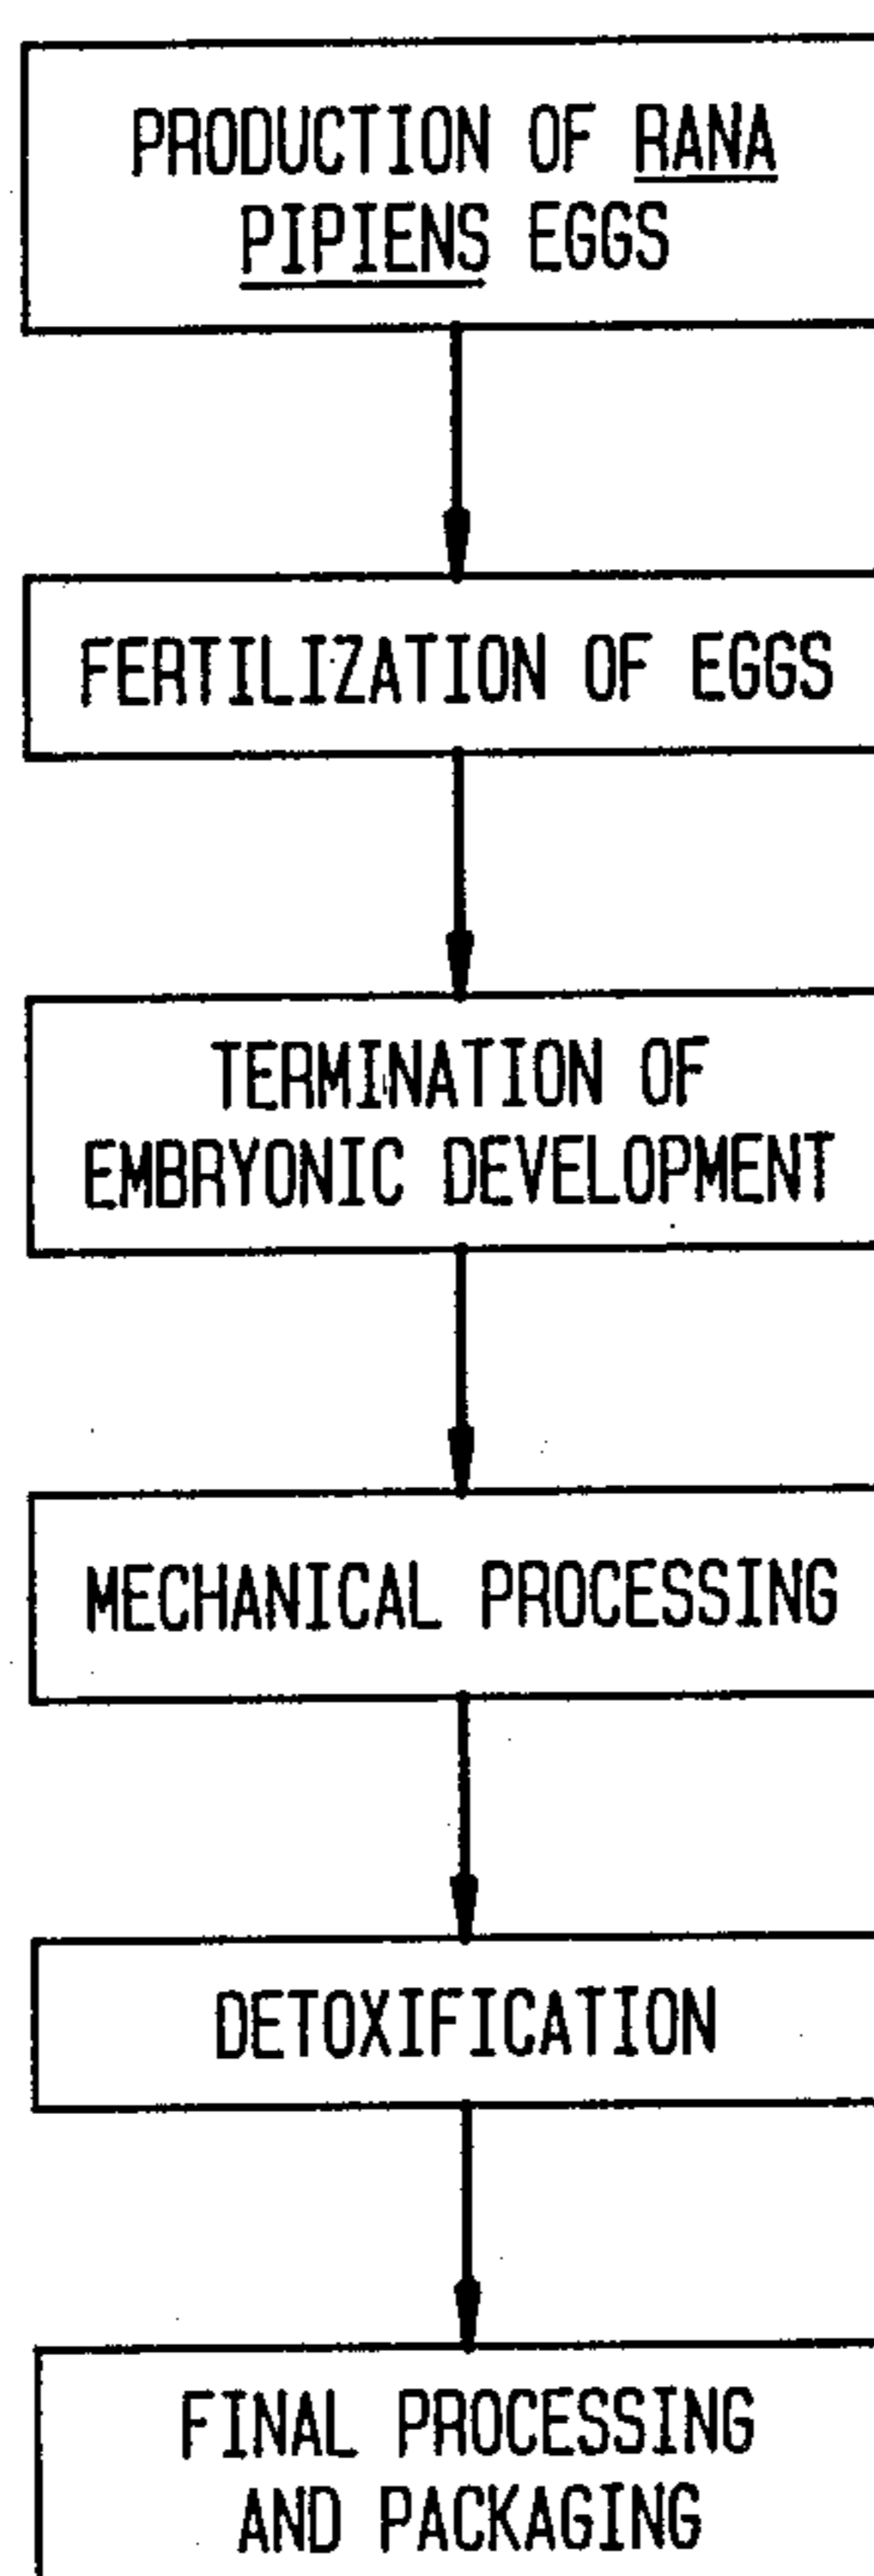 PRODUCTION OF RANA
PIPIENS EGGS
FERTILIZATION OF EGGS
TERMINATION OF
EMBRYONIC DEVELOPMENT
MECHANICAL PROCESSING
DETOXIFICATION
FINAL PROCESSING
AND PACKAGING